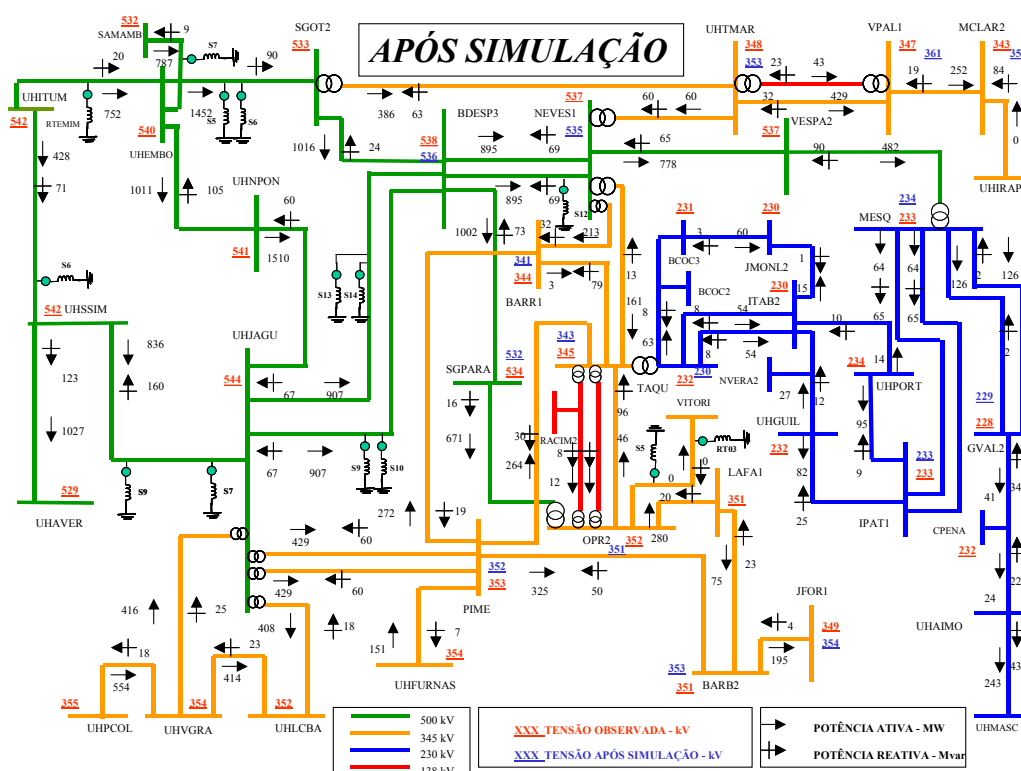 APÓS SIMULAÇÃO
532
SAMAMB
9
S7
787
20
90
SGOT2
533
UHTMAR
348
353
VPAL1
347
361
MCLAR2
343
UHITUM
542
RTEMIM
752
540
1452
S5
S6
386
63
BDESP3
NEVES1
537
535
60
60
23
43
32
429
19
252
84
0
538
536
895
69
65
778
VESPA2
537
90
482
UHIRAP
428
71
UHEMBO
1011
105
1016
24
UHNPON
60
541
1510
895
69
S12
1002
73
32
213
341
344
BARR1
3
79
13
161
231
3
60
230
BCOC3
JMONL2
BCOC2
1
15
ITAB2
230
234
233
MESQ
64
64
65
65
126
126
2
2
S6
542
UHSSIM
S13
S14
836
123
160
1027
UHJAGU
544
67
907
SGPARA
532
534
343
345
TAQU
8
63
8
54
8
54
232
230
NVERA2
10
14
234
UHPORT
229
228
GVAL2
16
671
30
264
RACIM2
8
12
96
46
VITORI
S5
0
0
RT03
LAFA1
351
27
12
UHGUIL
232
82
25
95
9
233
233
IPAT1
CPENA
41
34
232
22
24
67
907
S9
S10
272
19
S9
S7
529
UHAVER
429
60
429
60
OPR2
20
280
352
351
352
353
PIME
325
50
75
23
JFOR1
349
354
4
195
353
351
BARB2
UHAIMO
243
43
UHMASC
416
25
408
18
151
7
354
UHFURNAS
18
554
23
414
355
UHPCOL
354
UHVGRA
352
UHLCBA
500 kV
345 kV
230 kV
138 kV
XXX TENSÃO OBSERVADA - kV
XXX TENSÃO APÓS SIMULAÇÃO - kV
POTÊNCIA ATIVA - MW
POTÊNCIA REATIVA - Mvar